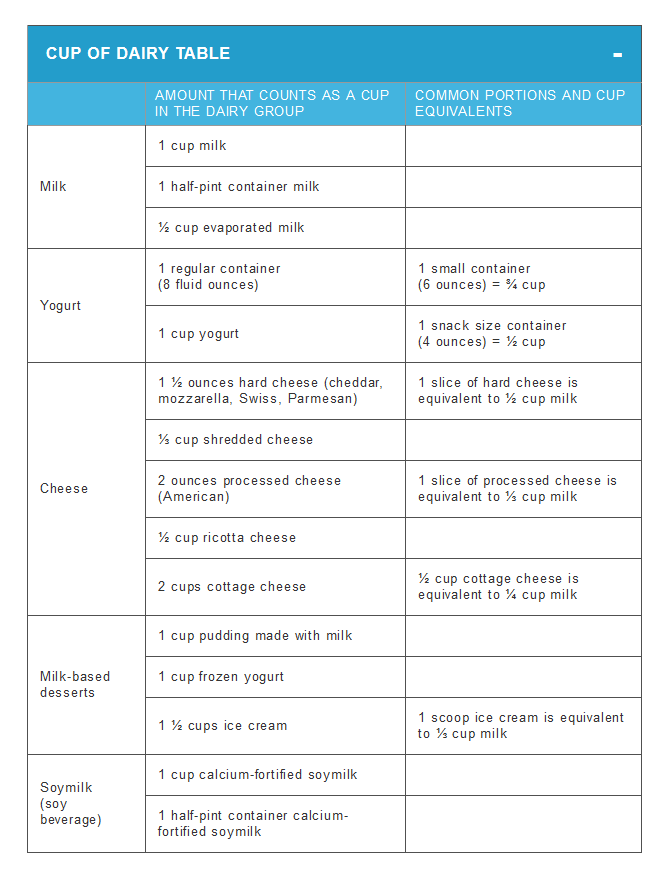 CUP OF DAIRY TABLE -
AMOUNT THAT COUNTS AS A CUP
IN THE DAIRY GROUP
COMMON PORTIONS AND CUP
EQUIVALENTS
Milk
1 cup milk
1 half-pint container milk
½ cup evaporated milk
Yogurt
1 regular container
(8 fluid ounces)
1 small container
(6 ounces) = ¾ cup
1 cup yogurt
1 snack size container
(4 ounces) = ½ cup
Cheese
1 ½ ounces hard cheese (cheddar,
mozzarella, Swiss, Parmesan)
1 slice of hard cheese is
equivalent to ½ cup milk
⅓ cup shredded cheese
2 ounces processed cheese
(American)
1 slice of processed cheese is
equivalent to ⅓ cup milk
½ cup ricotta cheese
2 cups cottage cheese
½ cup cottage cheese is
equivalent to ¼ cup milk
Milk-based
desserts
1 cup pudding made with milk
1 cup frozen yogurt
1 ½ cups ice cream
1 scoop ice cream is equivalent
to ⅓ cup milk
Soymilk
(soy
beverage)
1 cup calcium-fortified soymilk
1 half-pint container calcium-
fortified soymilk